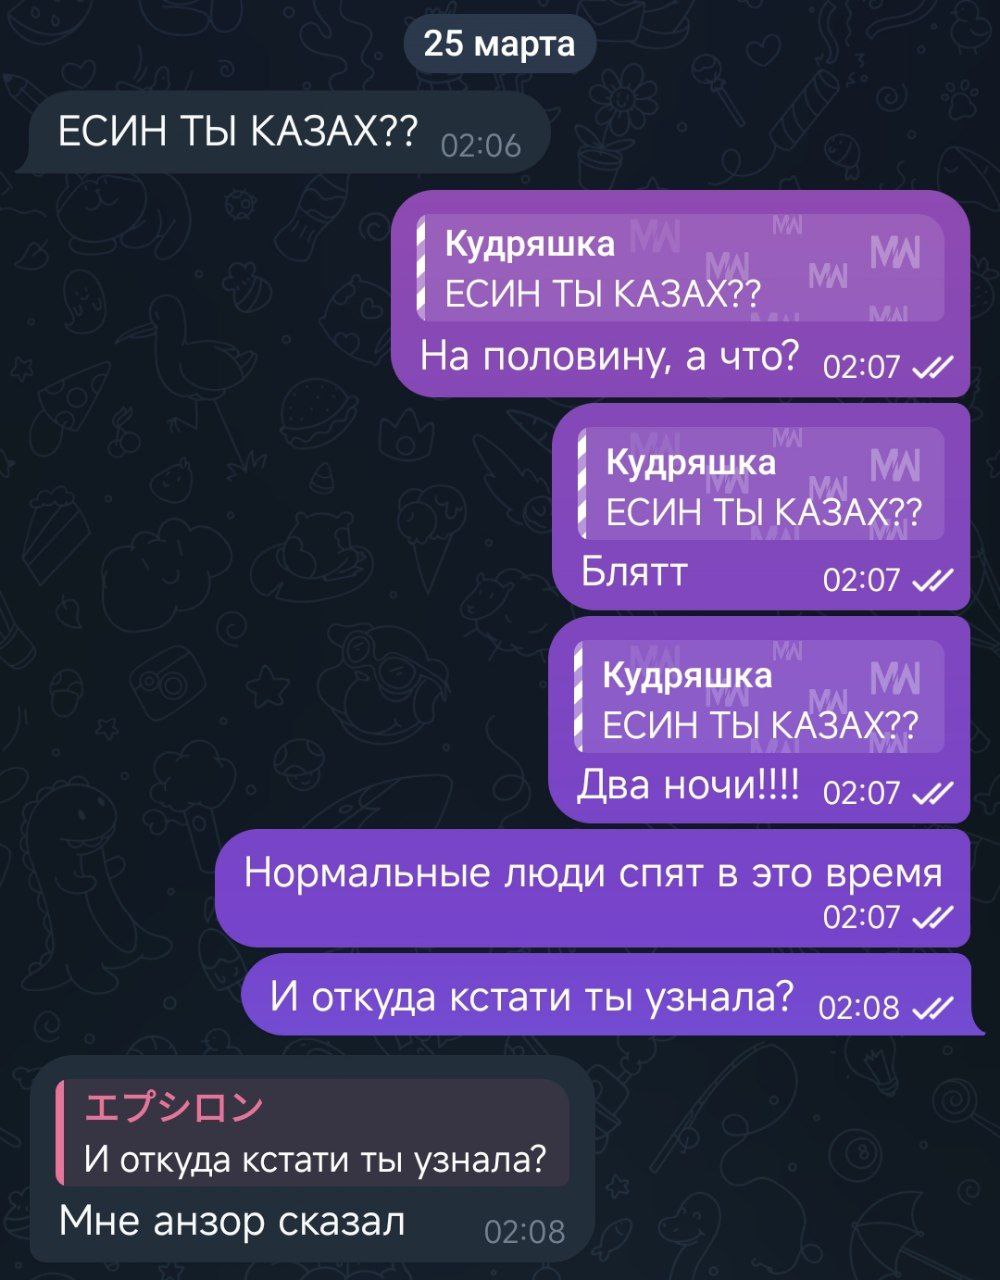 25 марта
ЕСИН ТЫ КАЗАХ?? 02:06
Кудряшка
ЕСИН ТЫ КАЗАХ??
На половину, а что? 02:07
Кудряшка
ЕСИН ТЫ КАЗАХ??
Блятт 02:07
Кудряшка
ЕСИН ТЫ КАЗАХ??
Два ночи!!!! 02:07
Нормальные люди спят в это время
02:07
И откуда кстати ты узнала? 02:08
エプシロン
И откуда кстати ты узнала?
Мне анзор сказал 02:08